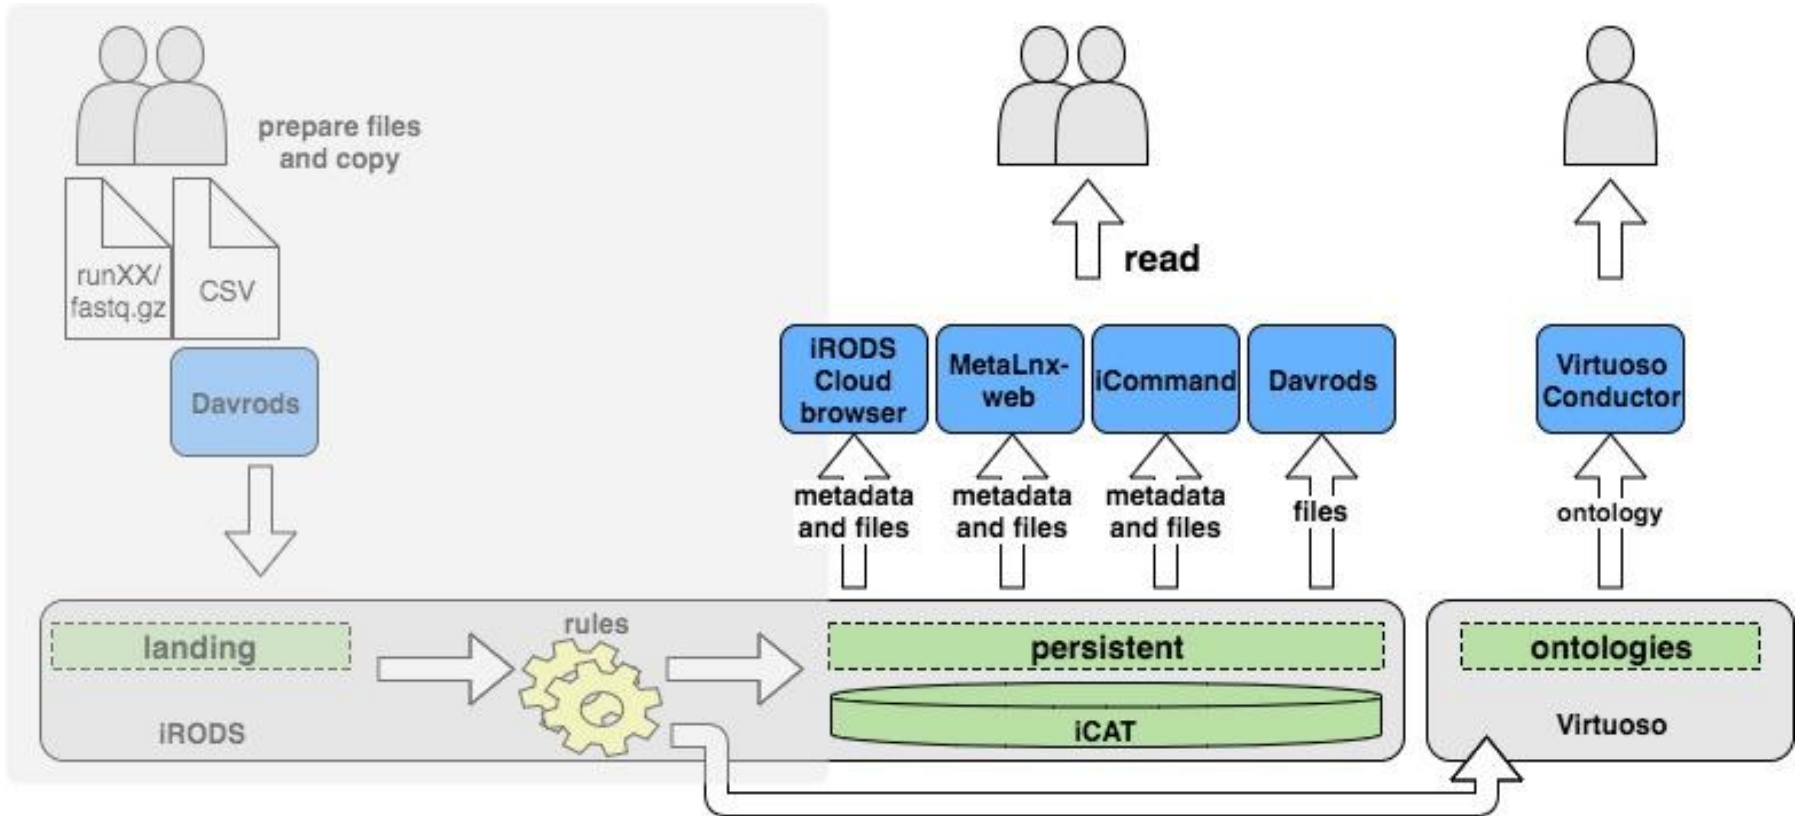 prepare files
and copy
runXX/
fastq.gz
CSV
Davrods
read
iRODS
Cloud
browser
MetaLnx-
web
iCommand
Davrods
Virtuoso
Conductor
metadata
and files
metadata
and files
metadata
and files
files
ontology
landing
rules
persistent
ontologies
iRODS
iCAT
Virtuoso